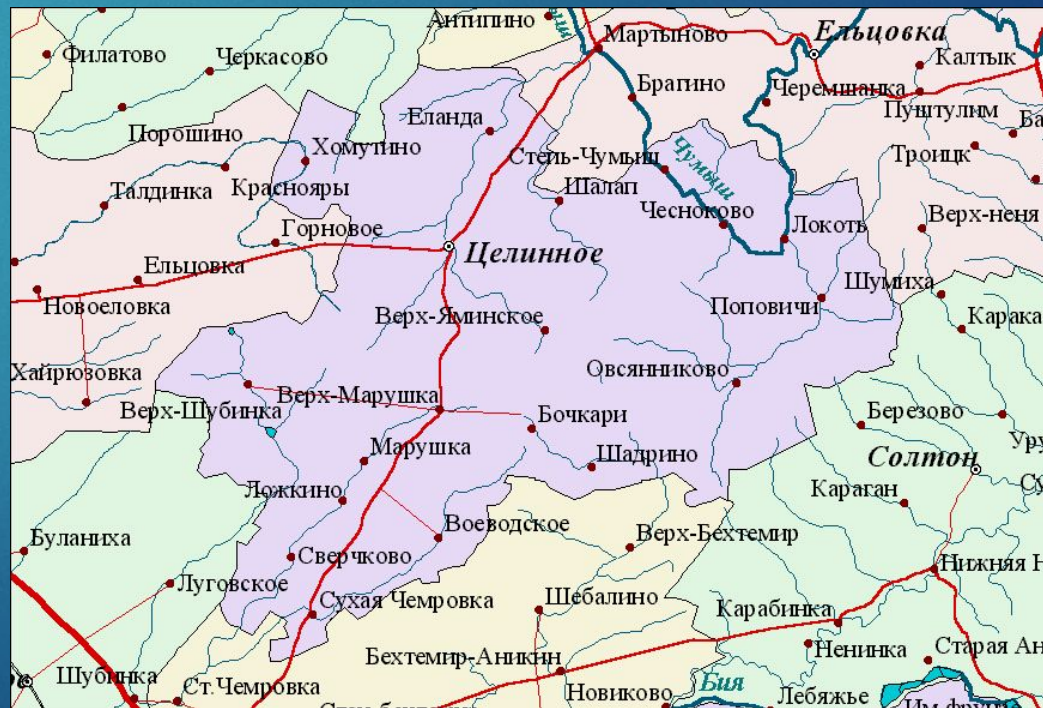 Антипино
Мартыново
Ельцовка
Филатово
Черкасово
Калтык
Брагино
Черемшанка
Пуштулим
Порошино
Еланда
Троицк
Хомутино
Степь-Чумыш
Чумыш
Талдинка
Краснояры
Шалап
Чесноково
Локоть
Верх-неня
Горновое
Целинное
Ельцовка
Шумиха
Новоеловка
Верх-Яминское
Поповичи
Карака
Хайрюзовка
Овсянниково
Верх-Шубинка
Верх-Марушка
Бочкари
Березово
Марушка
Шадрино
Солтон
Ложкино
Караган
Буланиха
Воеводское
Верх-Бехтемир
Сверчково
Нижняя Н
Луговское
Сухая Чемровка
Шебалино
Карабинка
Ненинка
Старая Ан
Шубинка
Бехтемир-Аникин
Ст.Чемровка
Новиково
Бия
Лебяжье